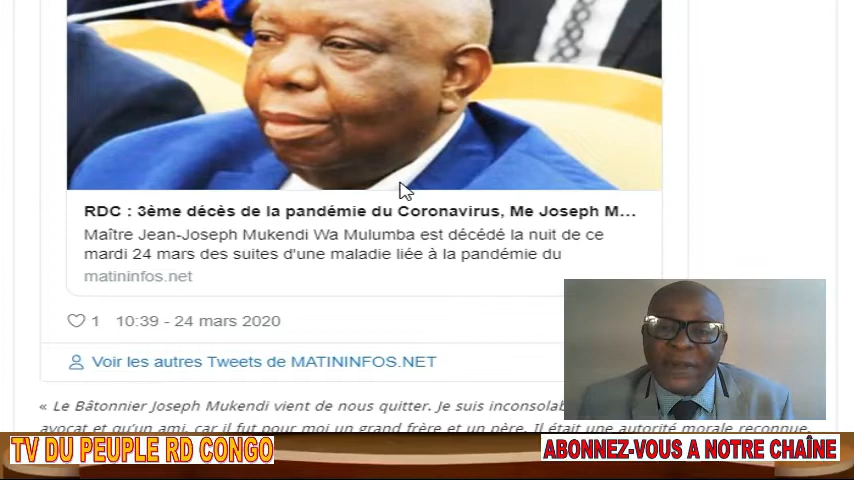 RDC : 3ème décès de la pandémie du Coronavirus, Me Joseph M...
Maître Jean-Joseph Mukendi Wa Mulumba est décédé la nuit de ce
mardi 24 mars des suites d'une maladie liée à la pandémie du
matininfos.net
1 10:39 - 24 mars 2020
Voir les autres Tweets de MATININFOS.NET
« Le Bâtonnier Joseph Mukendi vient de nous quitter. Je suis
avocat et qu'un ami, car il fut pour moi un grand frère et un père. Il était une autorité morale reconnue,
TV DU PEUPLE RD CONGO
ABONNEZ-VOUS A NOTRE CHAÎNE